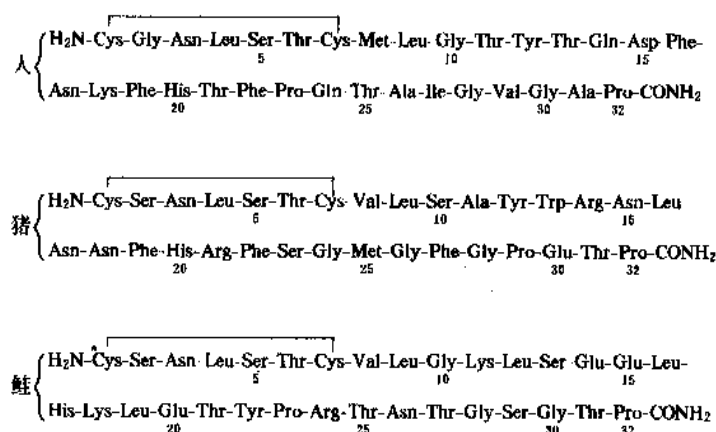 人
H₂N-Cys-Gly-Asn-Leu-Ser-Thr-Cys-Met-Leu-Gly-Thr-Tyr-Thr-Gln-Asp-Phe-
5 10 15
Asn-Lys-Phe-His-Thr-Phe-Pro-Gln-Thr-Ala-Ile-Gly-Val-Gly-Ala-Pro-CONH₂
20 25 30 32
猪
H₂N-Cys-Ser-Asn-Leu-Ser-Thr-Cys-Val-Leu-Ser-Ala-Tyr-Trp-Arg-Asn-Leu
5 10 15
Asn-Asn-Phe-His-Arg-Phe-Ser-Gly-Met-Gly-Phe-Gly-Pro-Glu-Thr-Pro-CONH₂
20 25 30 32
鲑
H₂N-Cys-Ser-Asn-Leu-Ser-Thr-Cys-Val-Leu-Gly-Lys-Leu-Ser-Glu-Glu-Leu-
5 10 15
His-Lys-Leu-Glu-Thr-Tyr-Pro-Arg-Thr-Asn-Thr-Gly-Ser-Gly-Thr-Pro-CONH₂
20 25 30 32